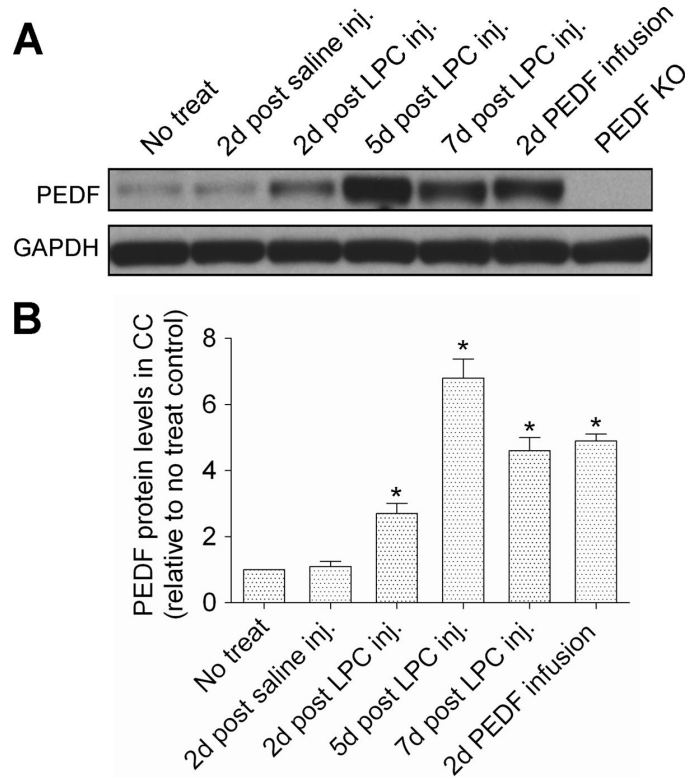 A
No treat
2d post saline inj.
2d post LPC inj.
5d post LPC inj.
7d post LPC inj.
2d PEDF infusion
PEDF KO
PEDF
GAPDH
B
PEDF protein levels in CC
(relative to no treat control)
8
6
4
2
0
*
*
*
*
No treat
2d post saline inj.
2d post LPC inj.
5d post LPC inj.
7d post LPC inj.
2d PEDF infusion